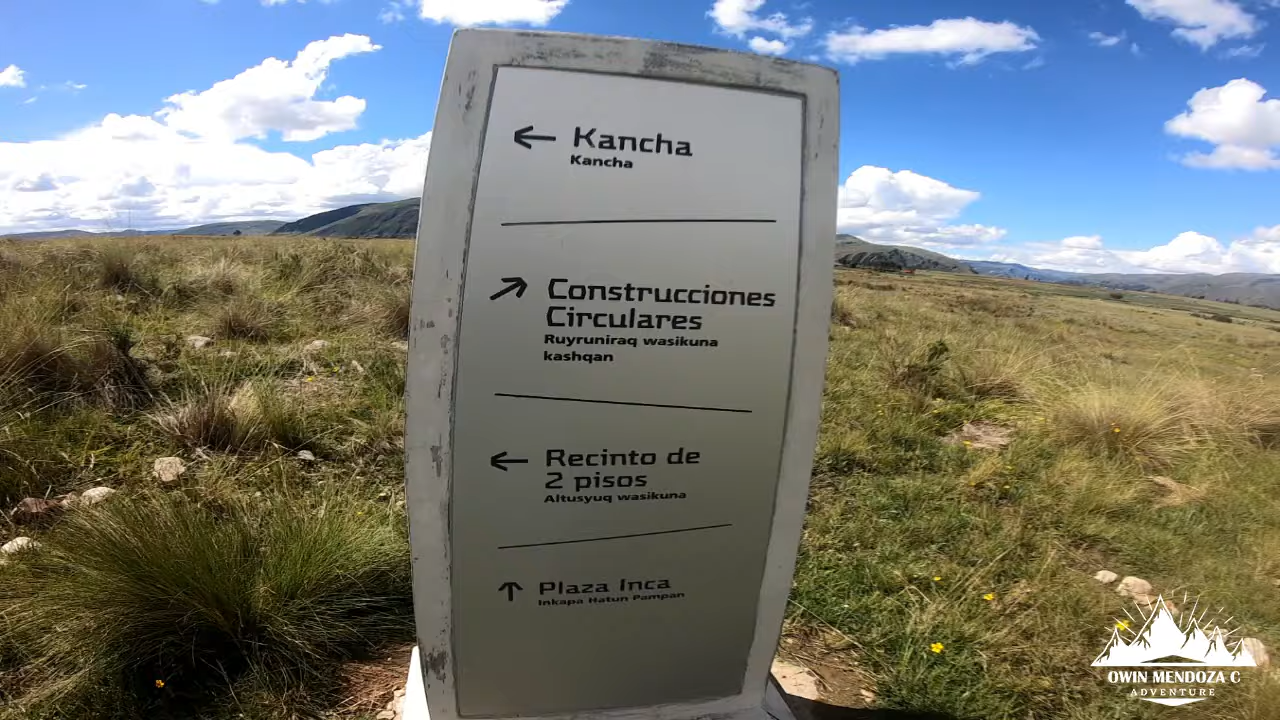 ← Kancha
Kancha
↗ Construcciones
Circulares
Ruyruniraq wasikuna
kashqan
← Recinto de
2 pisos
Altusyuq wasikuna
↑ Plaza Inca
Inkapa Hatun Pampan
OWIN MENDOZA C
ADVENTURE